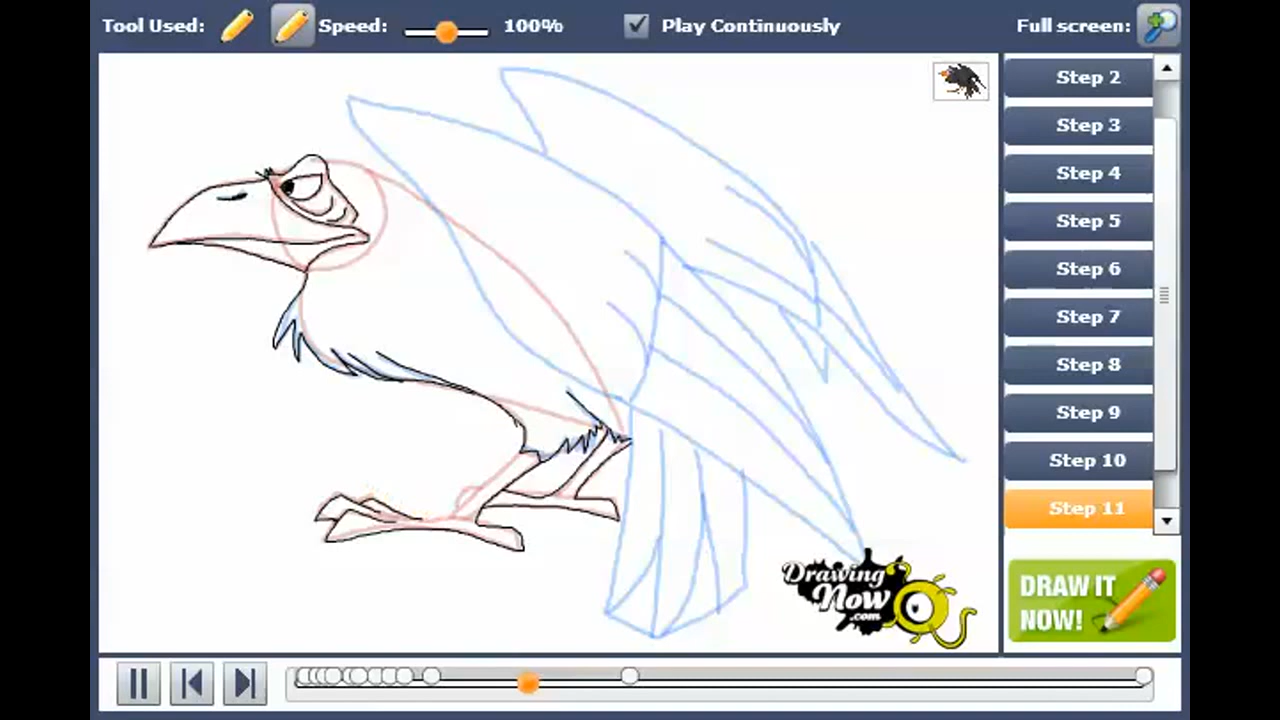 Tool Used: Speed: 100% Play Continuously Full screen:
Step 2
Step 3
Step 4
Step 5
Step 6
Step 7
Step 8
Step 9
Step 10
Step 11
DRAW IT
NOW!
Drawing
Now
.com